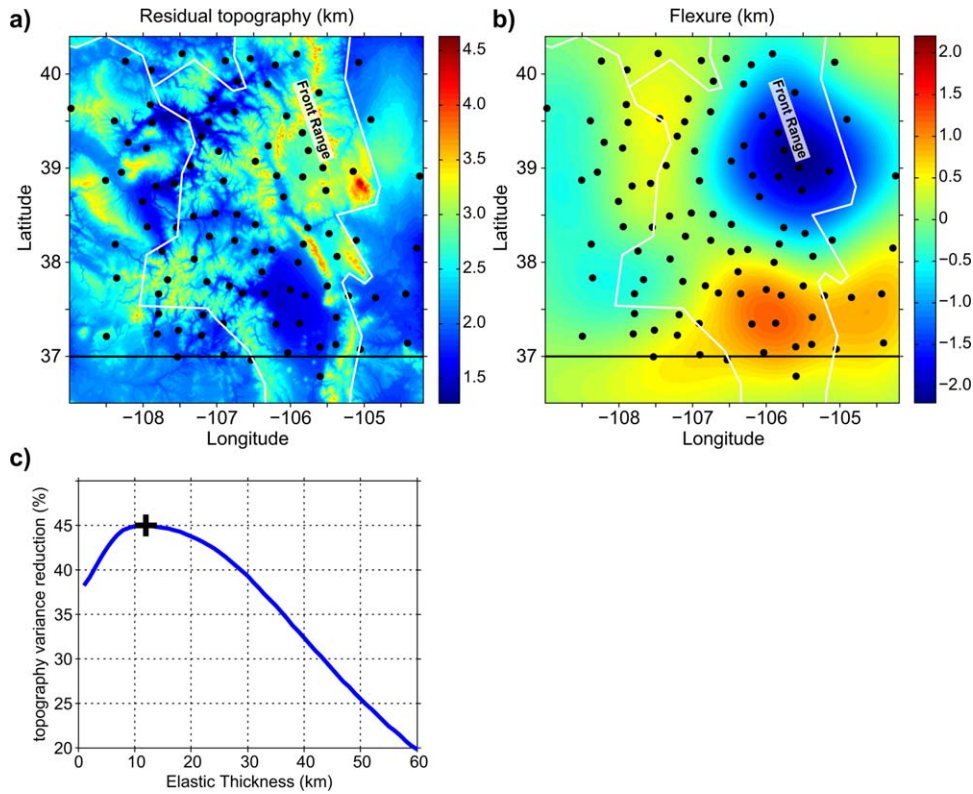 a) Residual topography (km)
Latitude
40
39
38
37
Front Range
4.5
4.0
3.5
3.0
2.5
2.0
1.5
−108 −107 −106 −105
Longitude
b) Flexure (km)
Latitude
40
39
38
37
Front Range
2.0
1.5
1.0
0.5
0
−0.5
−1.0
−1.5
−2.0
−108 −107 −106 −105
Longitude
c)
topography variance reduction (%)
45
40
35
30
25
20
0 10 20 30 40 50 60
Elastic Thickness (km)